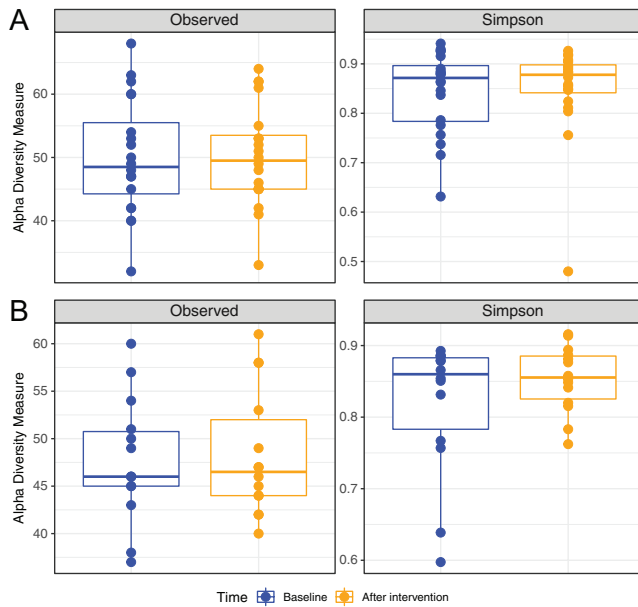 A
Observed
Simpson
Alpha Diversity Measure
60
50
40
0.9
0.8
0.7
0.6
0.5
B
Observed
Simpson
Alpha Diversity Measure
60
55
50
45
40
0.9
0.8
0.7
0.6
Time Baseline After intervention